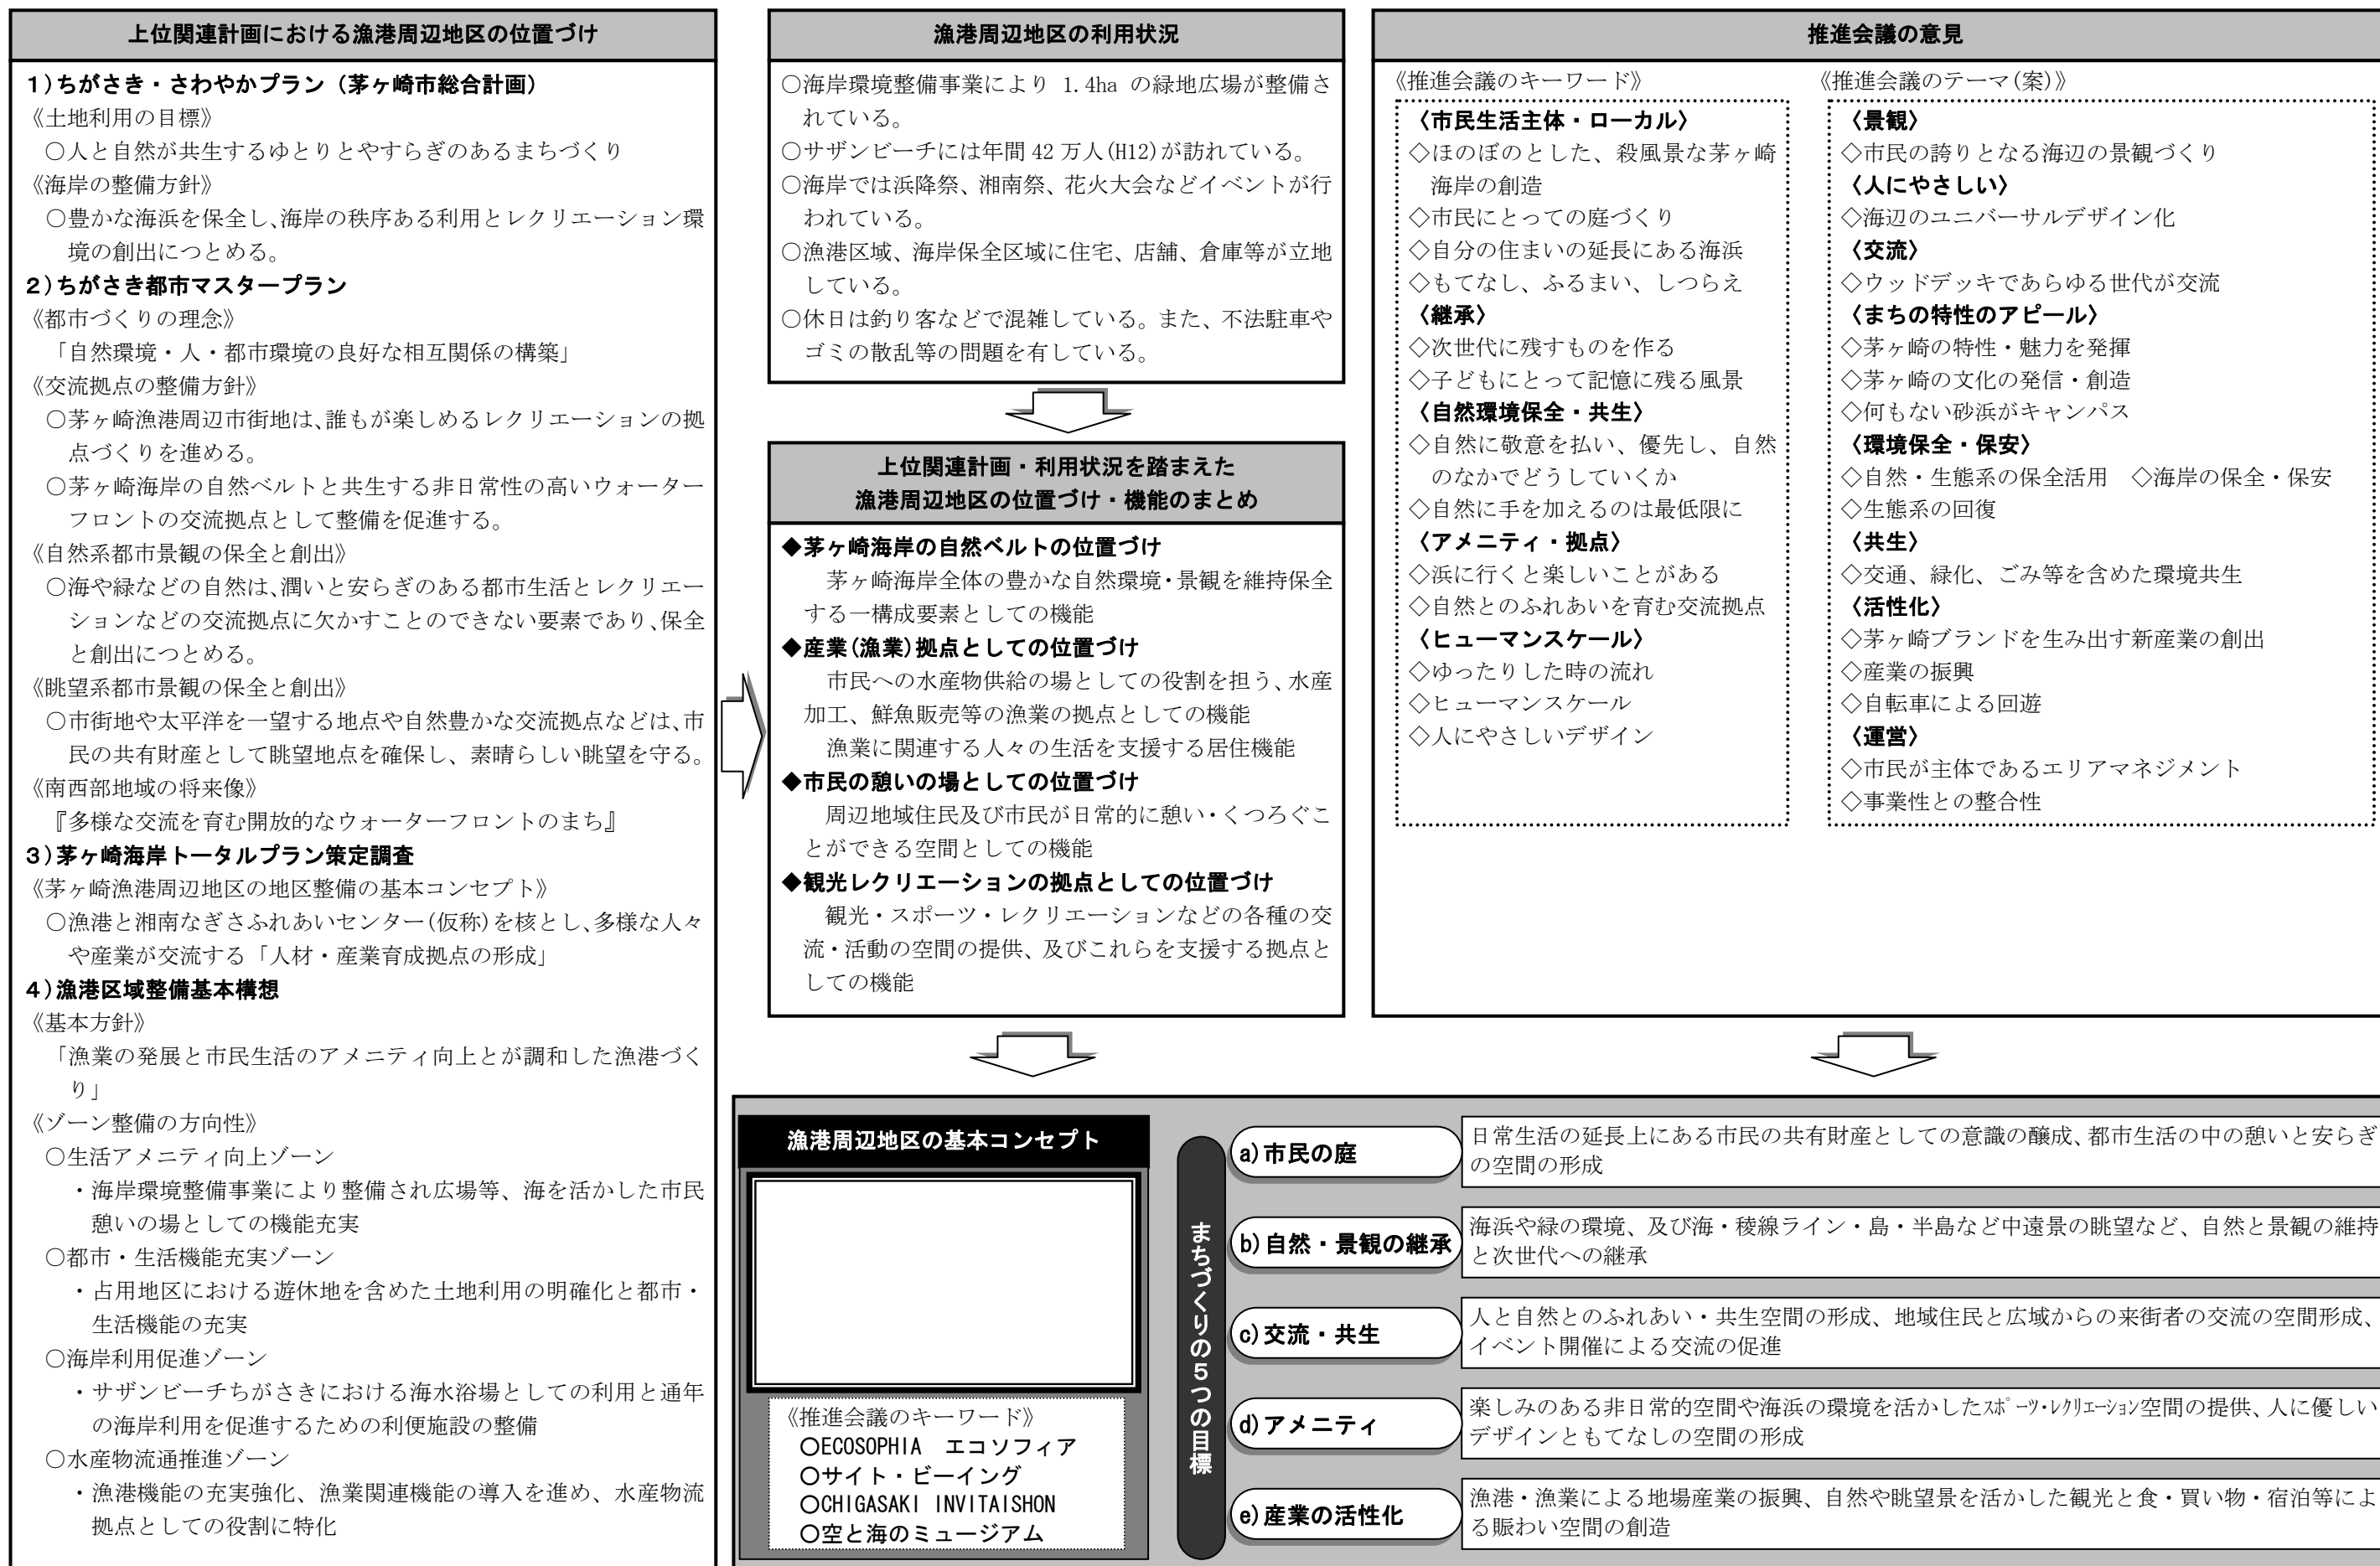 上位関連計画における漁港周辺地区の位置づけ
1)ちがさき・さわやかプラン（茅ヶ崎市総合計画）
《土地利用の目標》
○人と自然が共生するゆとりとやすらぎのあるまちづくり
《海岸の整備方針》
○豊かな海浜を保全し、海岸の秩序ある利用とレクリエーション環
境の創出につとめる。
2)ちがさき都市マスタープラン
《都市づくりの理念》
「自然環境・人・都市環境の良好な相互関係の構築」
《交流拠点の整備方針》
○茅ヶ崎漁港周辺市街地は、誰もが楽しめるレクリエーションの拠
点づくりを進める。
○茅ヶ崎海岸の自然ベルトと共生する非日常性の高いウォーター
フロントの交流拠点として整備を促進する。
《自然系都市景観の保全と創出》
○海や緑などの自然は、潤いと安らぎのある都市生活とレクリエー
ションなどの交流拠点に欠かすことのできない要素であり、保全
と創出につとめる。
《眺望系都市景観の保全と創出》
○市街地や太平洋を一望する地点や自然豊かな交流拠点などは、市
民の共有財産として眺望地点を確保し、素晴らしい眺望を守る。
《南西部地域の将来像》
『多様な交流を育む開放的なウォーターフロントのまち』
3)茅ヶ崎海岸トータルプラン策定調査
《茅ヶ崎漁港周辺地区の地区整備の基本コンセプト》
○漁港と湘南なぎさふれあいセンター(仮称)を核とし、多様な人々
や産業が交流する「人材・産業育成拠点の形成」
4)漁港区域整備基本構想
《基本方針》
「漁業の発展と市民生活のアメニティ向上とが調和した漁港づく
り」
《ゾーン整備の方向性》
○生活アメニティ向上ゾーン
・海岸環境整備事業により整備され広場等、海を活かした市民
憩いの場としての機能充実
○都市・生活機能充実ゾーン
・占用地区における遊休地を含めた土地利用の明確化と都市・
生活機能の充実
○海岸利用促進ゾーン
・サザンビーチちがさきにおける海水浴場としての利用と通年
の海岸利用を促進するための利便施設の整備
○水産物流通推進ゾーン
・漁港機能の充実強化、漁業関連機能の導入を進め、水産物流
拠点としての役割に特化
漁港周辺地区の利用状況
○海岸環境整備事業により 1.4ha の緑地広場が整備さ
れている。
○サザンビーチには年間 42 万人(H12)が訪れている。
○海岸では浜降祭、湘南祭、花火大会などイベントが行
われている。
○漁港区域、海岸保全区域に住宅、店舗、倉庫等が立地
している。
○休日は釣り客などで混雑している。また、不法駐車や
ゴミの散乱等の問題を有している。
上位関連計画・利用状況を踏まえた
漁港周辺地区の位置づけ・機能のまとめ
◆茅ヶ崎海岸の自然ベルトの位置づけ
茅ヶ崎海岸全体の豊かな自然環境・景観を維持保全
する一構成要素としての機能
◆産業(漁業)拠点としての位置づけ
市民への水産物供給の場としての役割を担う、水産
加工、鮮魚販売等の漁業の拠点としての機能
漁業に関連する人々の生活を支援する居住機能
◆市民の憩いの場としての位置づけ
周辺地域住民及び市民が日常的に憩い・くつろぐこ
とができる空間としての機能
◆観光レクリエーションの拠点としての位置づけ
観光・スポーツ・レクリエーションなどの各種の交
流・活動の空間の提供、及びこれらを支援する拠点と
しての機能
推進会議の意見
《推進会議のキーワード》
〈市民生活主体・ローカル〉
◇ほのぼのとした、殺風景な茅ヶ崎
海岸の創造
◇市民にとっての庭づくり
◇自分の住まいの延長にある海浜
◇もてなし、ふるまい、しつらえ
〈継承〉
◇次世代に残すものを作る
◇子どもにとって記憶に残る風景
〈自然環境保全・共生〉
◇自然に敬意を払い、優先し、自然
のなかでどうしていくか
◇自然に手を加えるのは最低限に
〈アメニティ・拠点〉
◇浜に行くと楽しいことがある
◇自然とのふれあいを育む交流拠点
〈ヒューマンスケール〉
◇ゆったりした時の流れ
◇ヒューマンスケール
◇人にやさしいデザイン
《推進会議のテーマ(案)》
〈景観〉
◇市民の誇りとなる海辺の景観づくり
〈人にやさしい〉
◇海辺のユニバーサルデザイン化
〈交流〉
◇ウッドデッキであらゆる世代が交流
〈まちの特性のアピール〉
◇茅ヶ崎の特性・魅力を発揮
◇茅ヶ崎の文化の発信・創造
◇何もない砂浜がキャンパス
〈環境保全・保安〉
◇自然・生態系の保全活用　◇海岸の保全・保安
◇生態系の回復
〈共生〉
◇交通、緑化、ごみ等を含めた環境共生
〈活性化〉
◇茅ヶ崎ブランドを生み出す新産業の創出
◇産業の振興
◇自転車による回遊
〈運営〉
◇市民が主体であるエリアマネジメント
◇事業性との整合性
漁港周辺地区の基本コンセプト
《推進会議のキーワード》
○ECOSOPHIA　エコソフィア
○サイト・ビーイング
○CHIGASAKI INVITAISHON
○空と海のミュージアム
まちづくりの5つの目標
a)市民の庭
日常生活の延長上にある市民の共有財産としての意識の醸成、都市生活の中の憩いと安らぎ
の空間の形成
b)自然・景観の継承
海浜や緑の環境、及び海・稜線ライン・島・半島など中遠景の眺望など、自然と景観の維持
と次世代への継承
c)交流・共生
人と自然とのふれあい・共生空間の形成、地域住民と広域からの来街者の交流の空間形成、
イベント開催による交流の促進
d)アメニティ
楽しみのある非日常的空間や海浜の環境を活かしたｽﾎﾟｰﾂ･ﾚｸﾘｴｰｼｮﾝ空間の提供、人に優しい
デザインともてなしの空間の形成
e)産業の活性化
漁港・漁業による地場産業の振興、自然や眺望景を活かした観光と食・買い物・宿泊等によ
る賑わい空間の創造